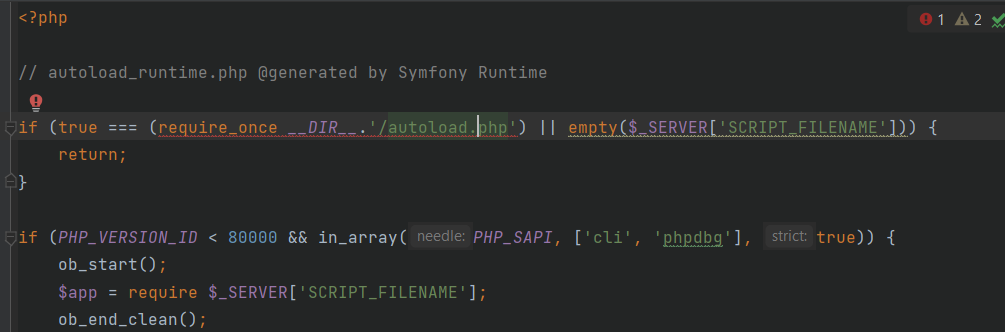 <?php
1 2
// autoload_runtime.php @generated by Symfony Runtime
if (true === (require_once __DIR__.'/autoload.php') || empty($_SERVER['SCRIPT_FILENAME'])) {
    return;
}
if (PHP_VERSION_ID < 80000 && in_array( needle: PHP_SAPI, ['cli', 'phpdbg'], strict: true)) {
    ob_start();
    $app = require $_SERVER['SCRIPT_FILENAME'];
    ob_end_clean();